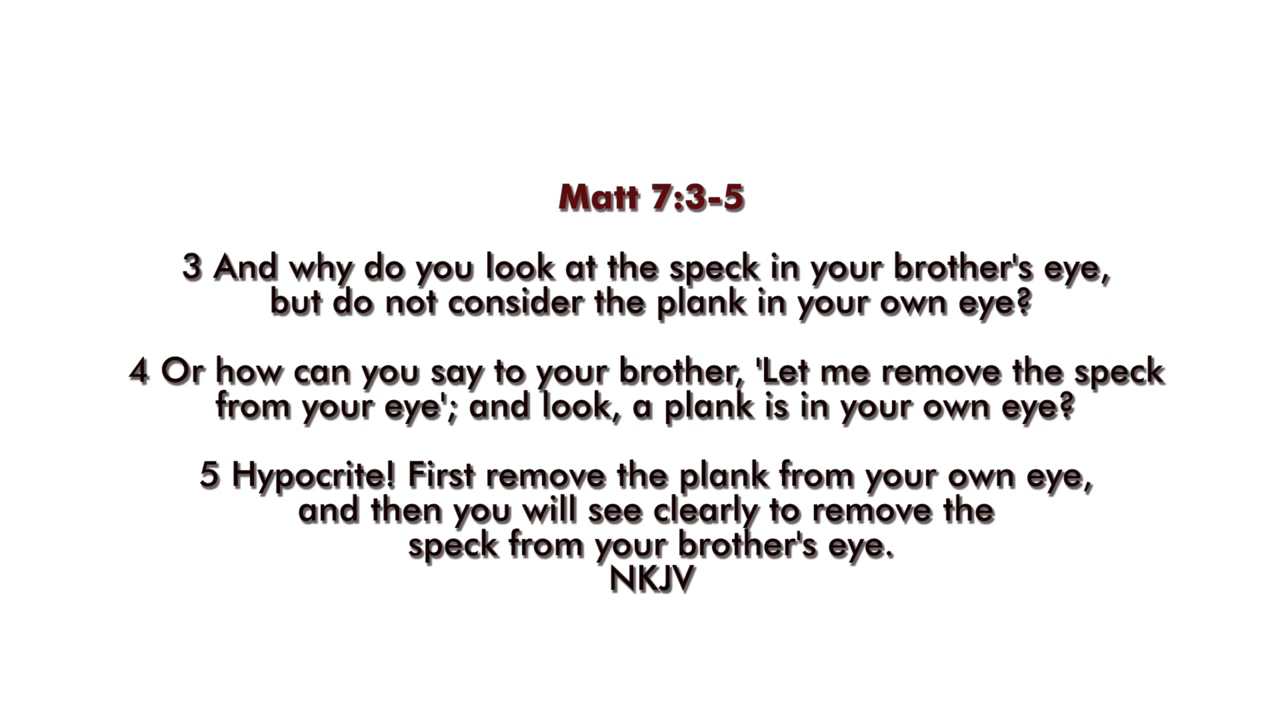 Matt 7:3-5
3 And why do you look at the speck in your brother's eye,
but do not consider the plank in your own eye?
4 Or how can you say to your brother, 'Let me remove the speck
from your eye'; and look, a plank is in your own eye?
5 Hypocrite! First remove the plank from your own eye,
and then you will see clearly to remove the
speck from your brother's eye.
NKJV